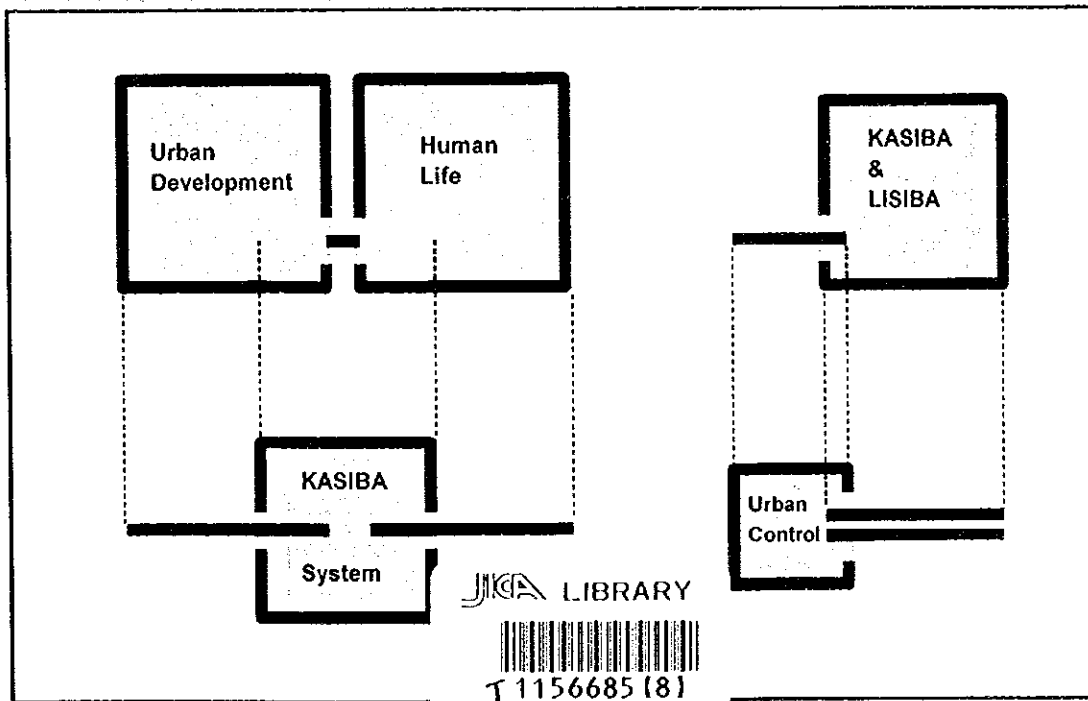 Urban
Development
Human
Life
KASIBA
&
LISIBA
KASIBA
System
Urban
Control
JICA LIBRARY
T 1156685 (8)